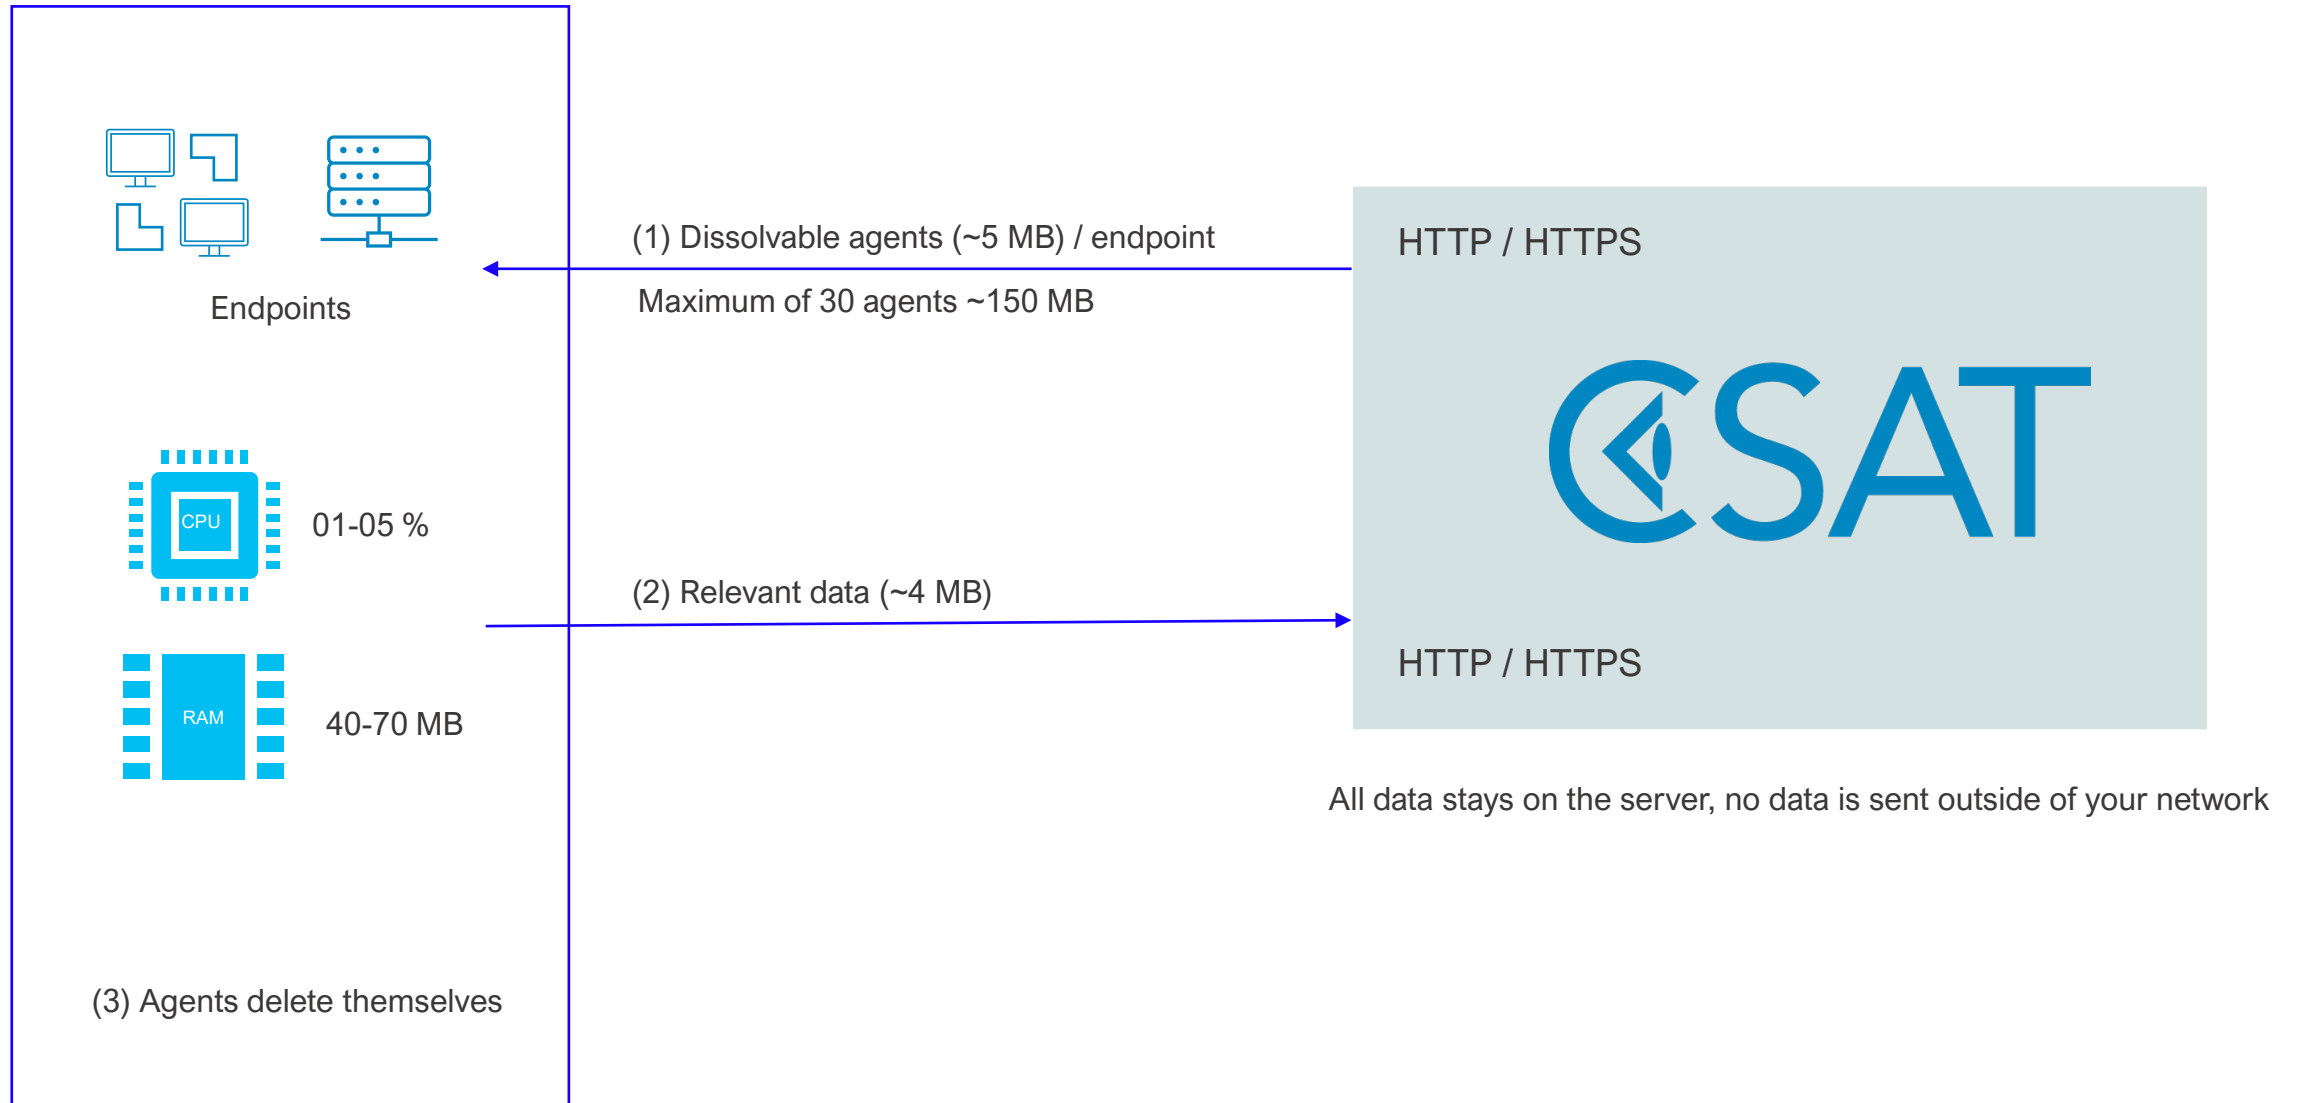 Endpoints
CPU
01-05 %
RAM
40-70 MB
(3) Agents delete themselves
(1) Dissolvable agents (~5 MB) / endpoint
Maximum of 30 agents ~150 MB
(2) Relevant data (~4 MB)
HTTP / HTTPS
CSAT
HTTP / HTTPS
All data stays on the server, no data is sent outside of your network